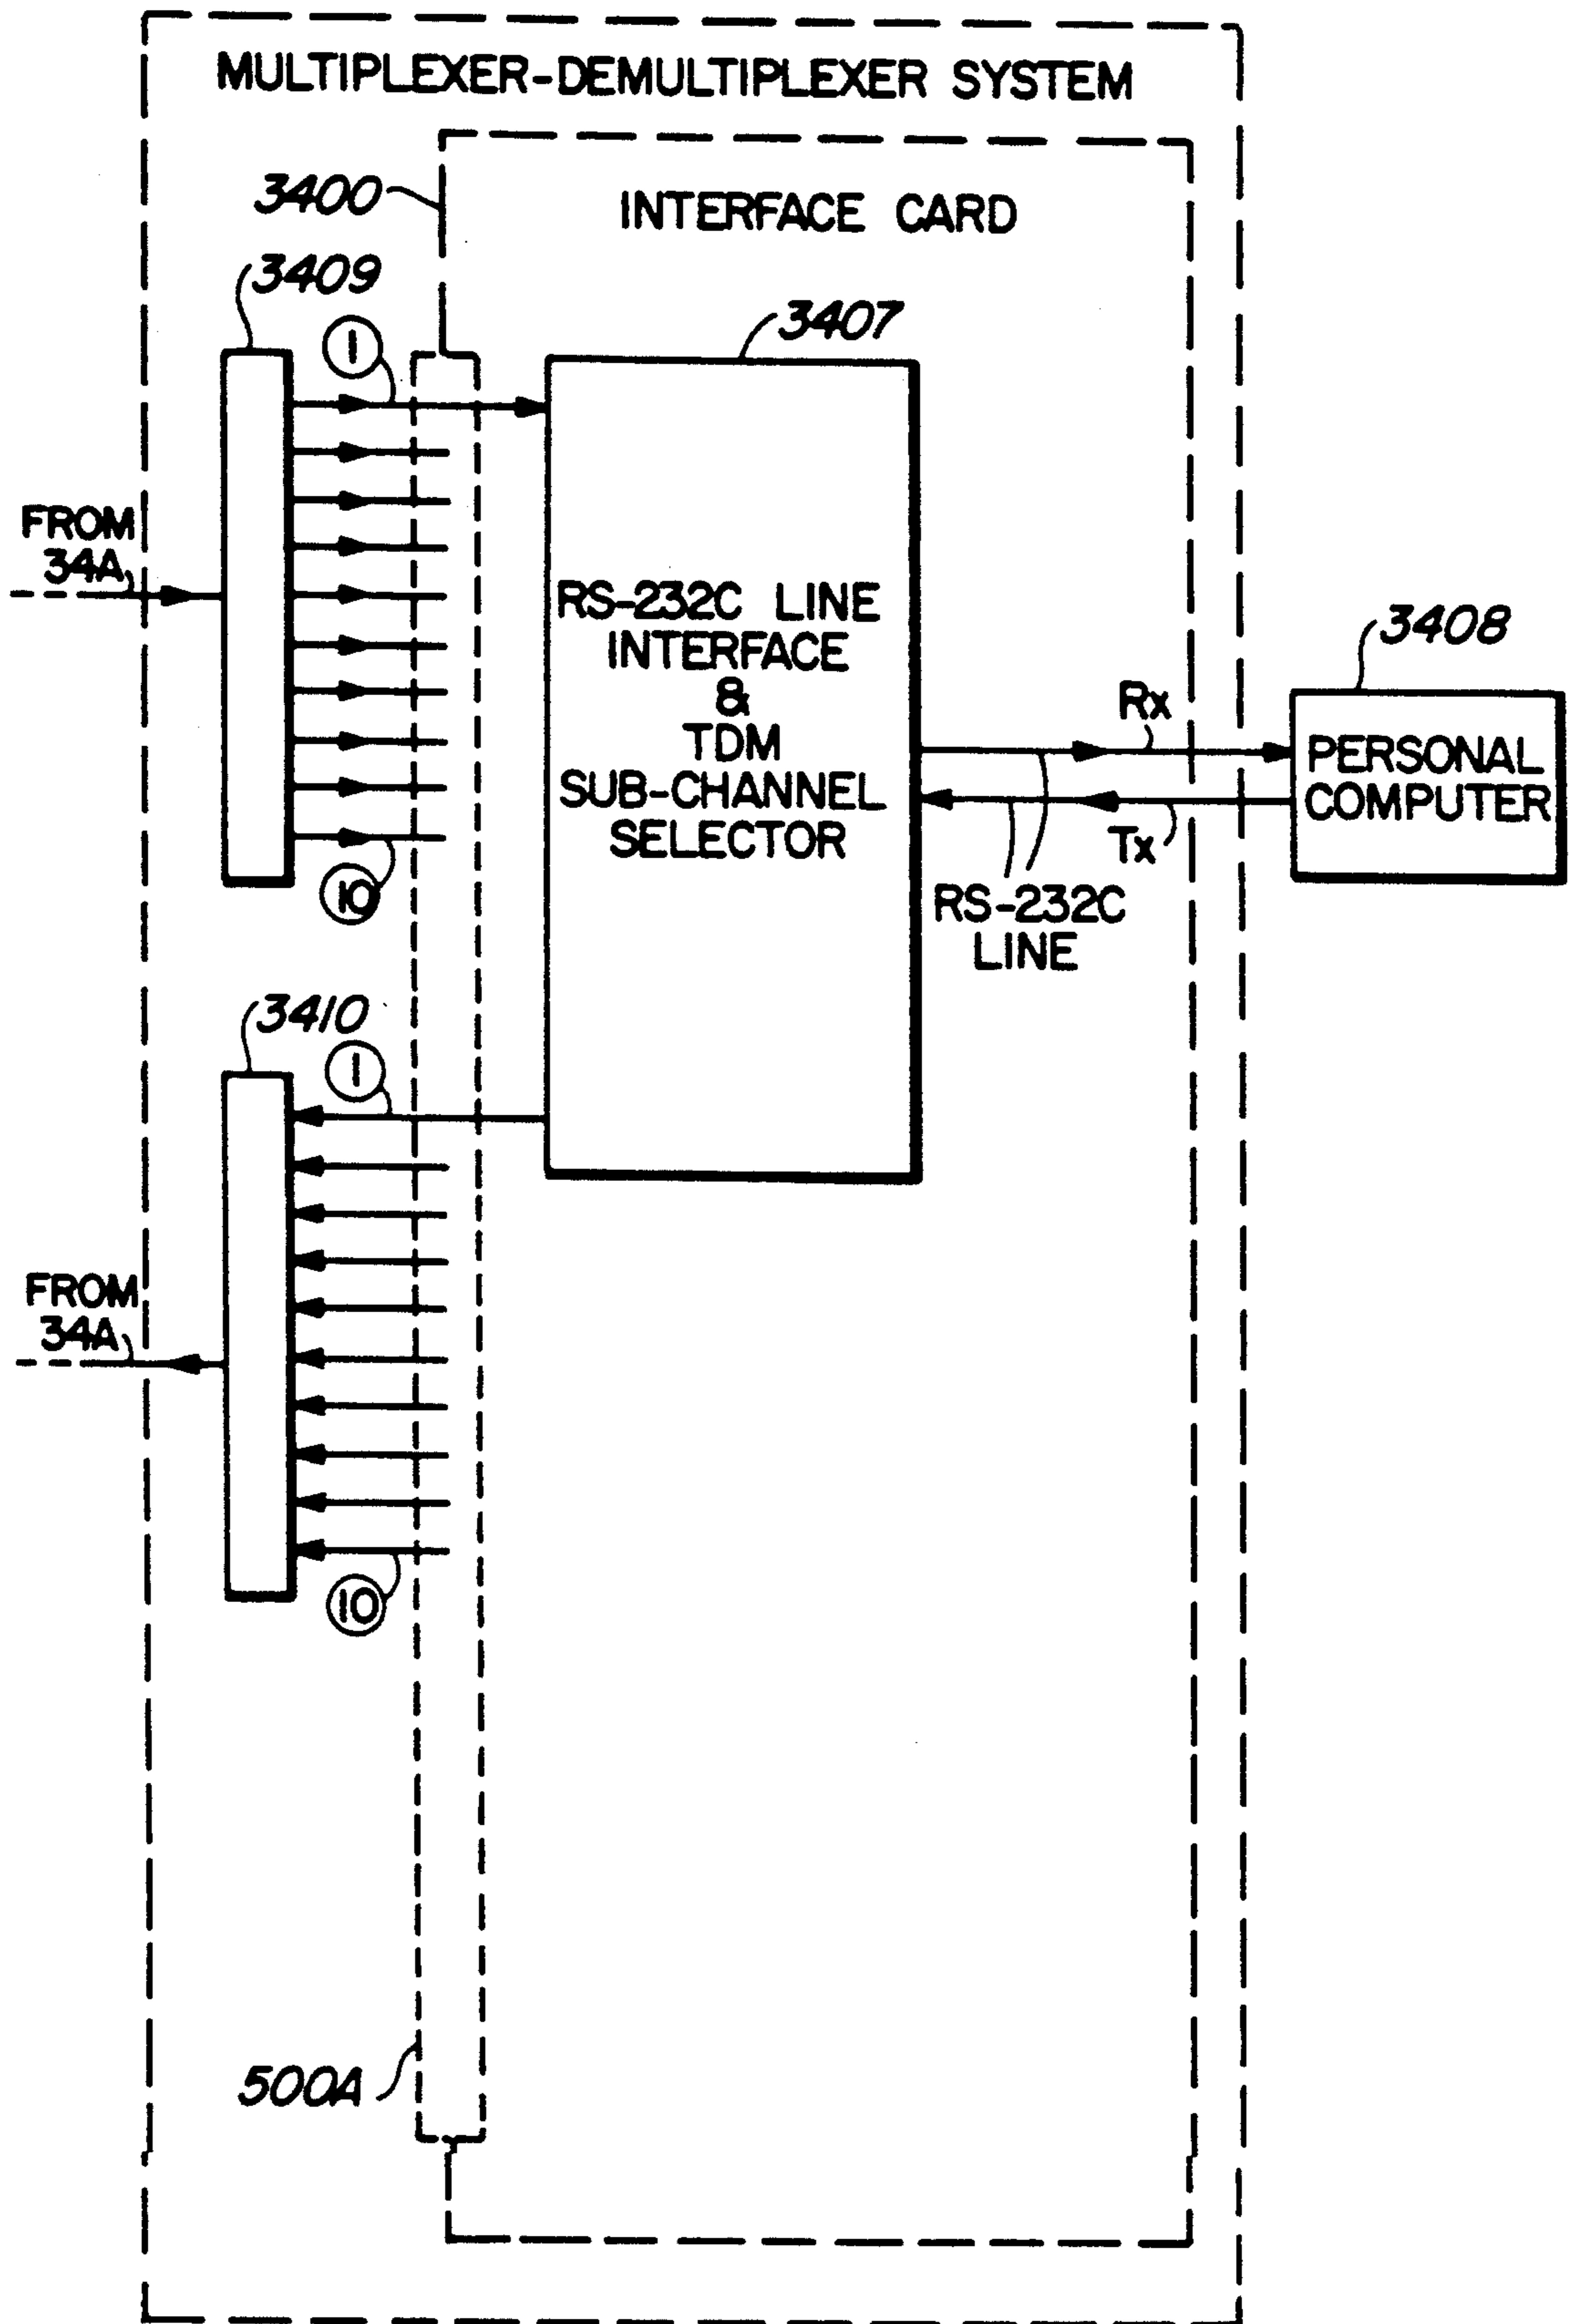 MULTIPLEXER-DEMULTIPLEXER SYSTEM
3400
INTERFACE CARD
3409
3407
1
FROM
34A
RS-232C LINE
INTERFACE
&
TDM
SUB-CHANNEL
SELECTOR
3408
Rx
PERSONAL
COMPUTER
Tx
10
RS-232C
LINE
3410
1
FROM
34A
10
500A